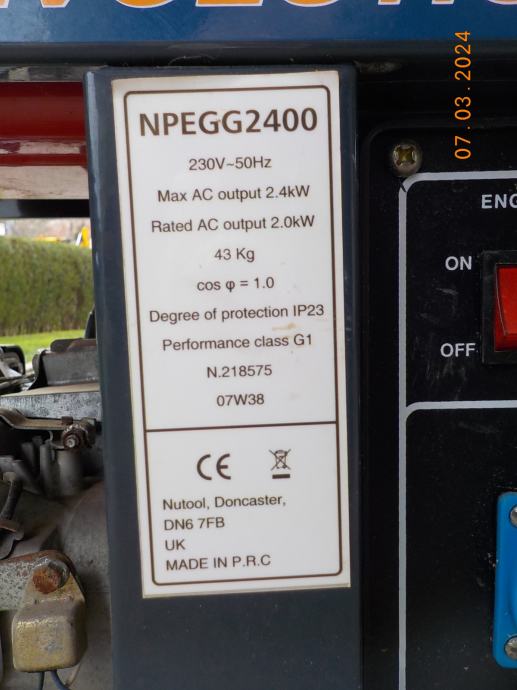 07.03.2024
NPEGG2400
230V~50Hz
Max AC output 2.4kW
Rated AC output 2.0kW
43 Kg
cos φ = 1.0
Degree of protection IP23
Performance class G1
N.218575
07W38
CE
Nutool, Doncaster,
DN6 7FB
UK
MADE IN P.R.C
ENG
ON
OFF